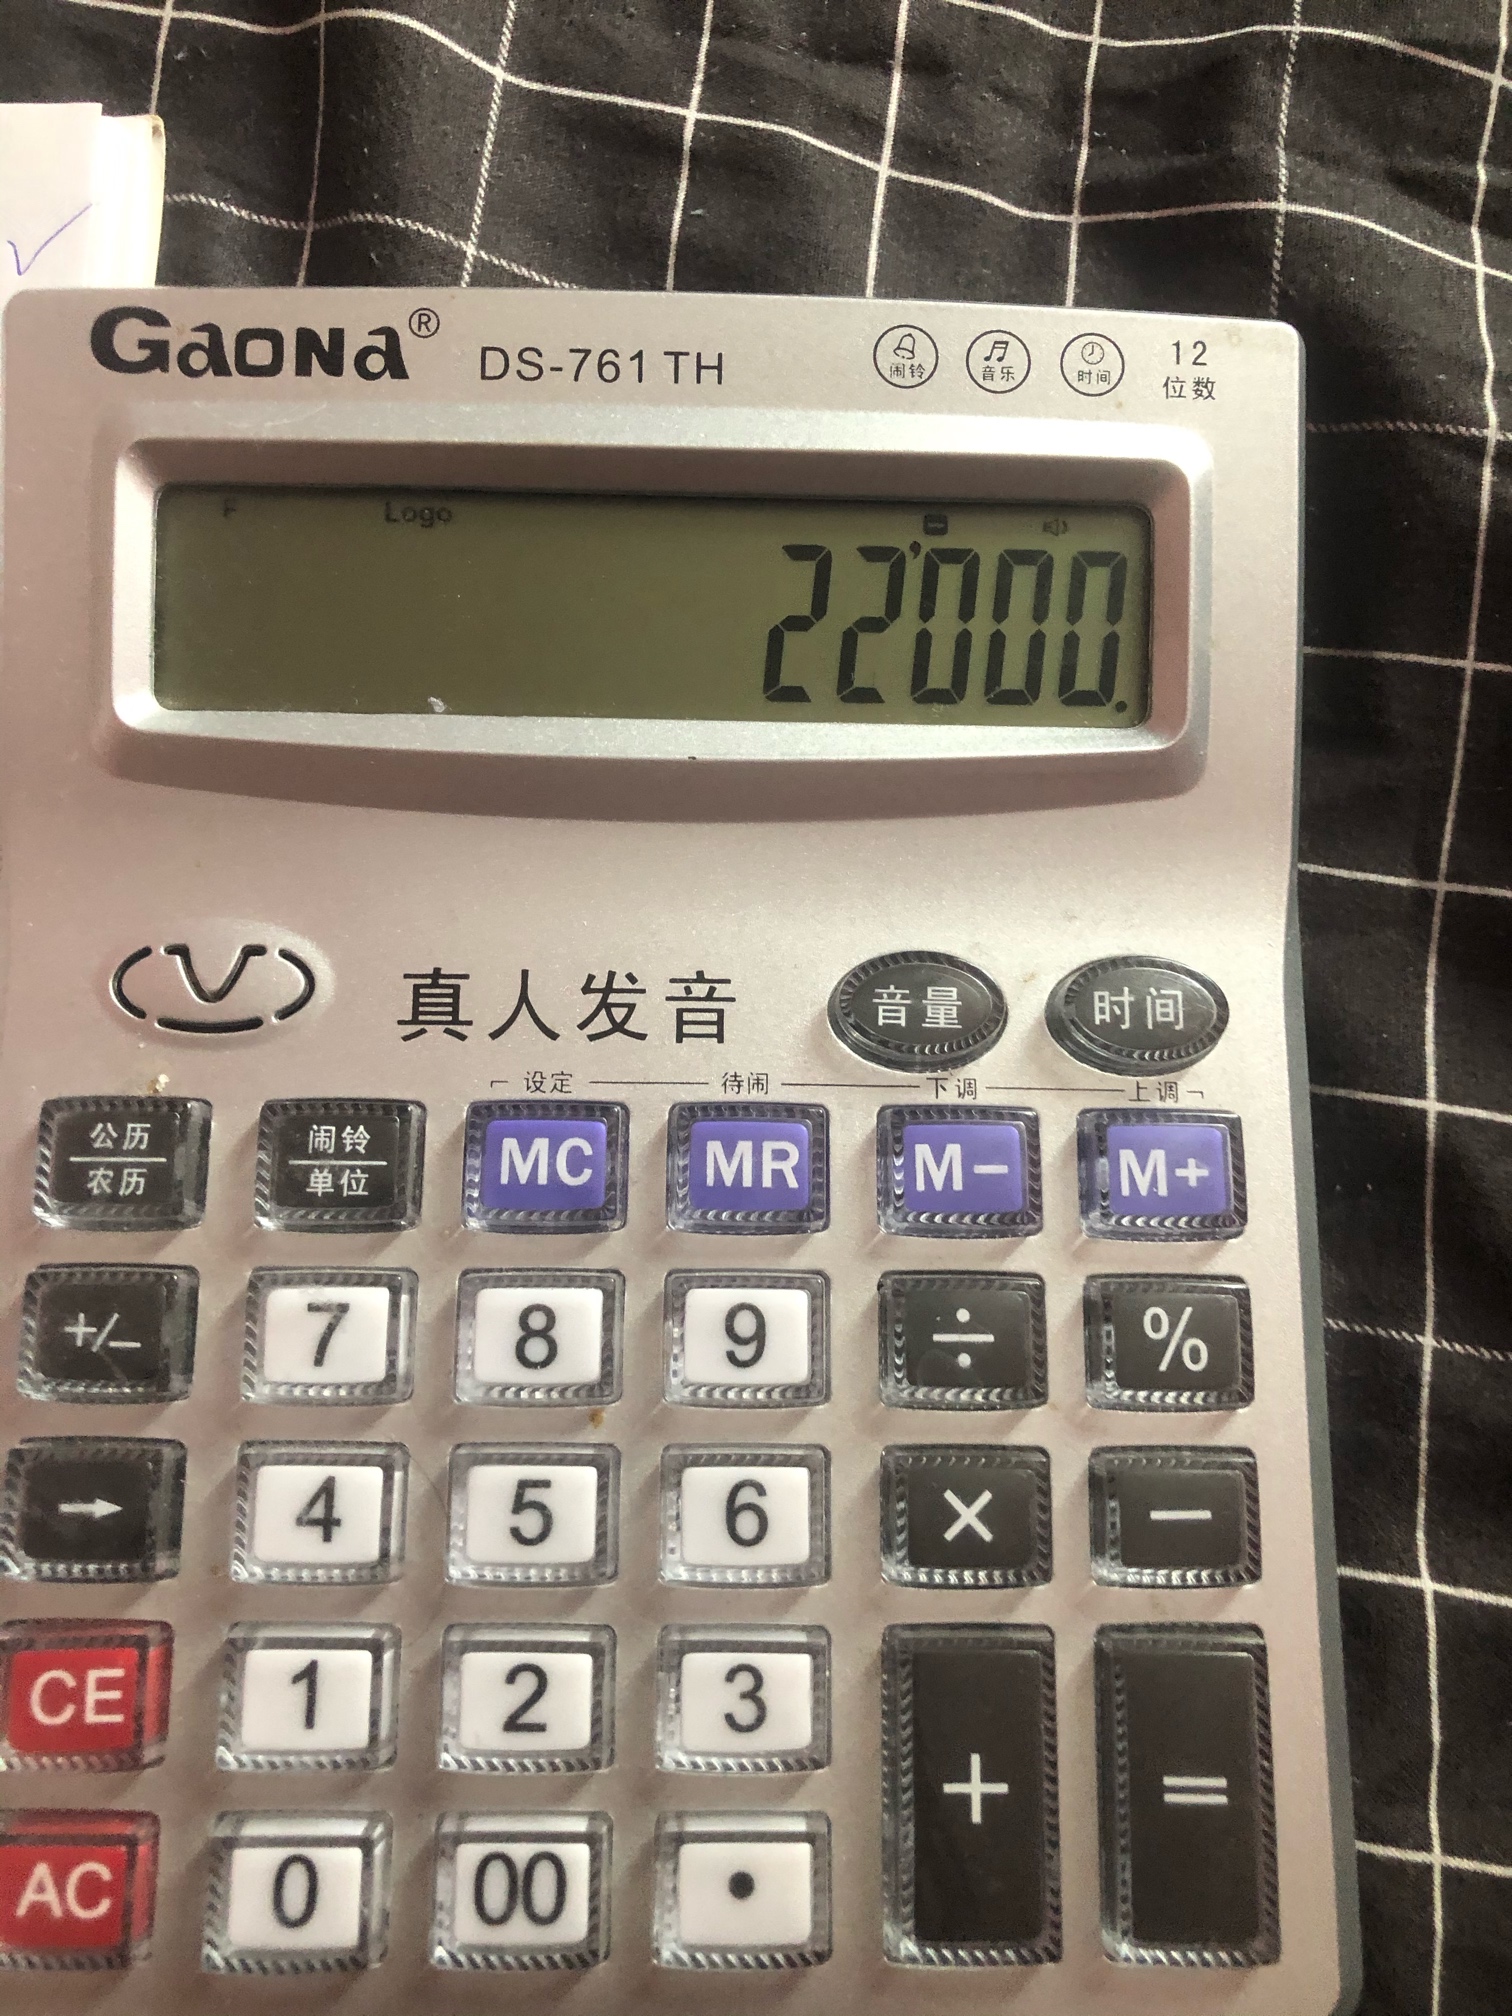 Gaona® DS-761 TH 闹铃 音乐 时间 12 位数
F Logo
22'000.
真人发音 音量 时间
设定 待闹 下调 上调
公历 闹铃 MC MR M− M+
农历 单位
+/− 7 8 9 ÷ %
→ 4 5 6 × −
CE 1 2 3
+ =
AC 0 00 •